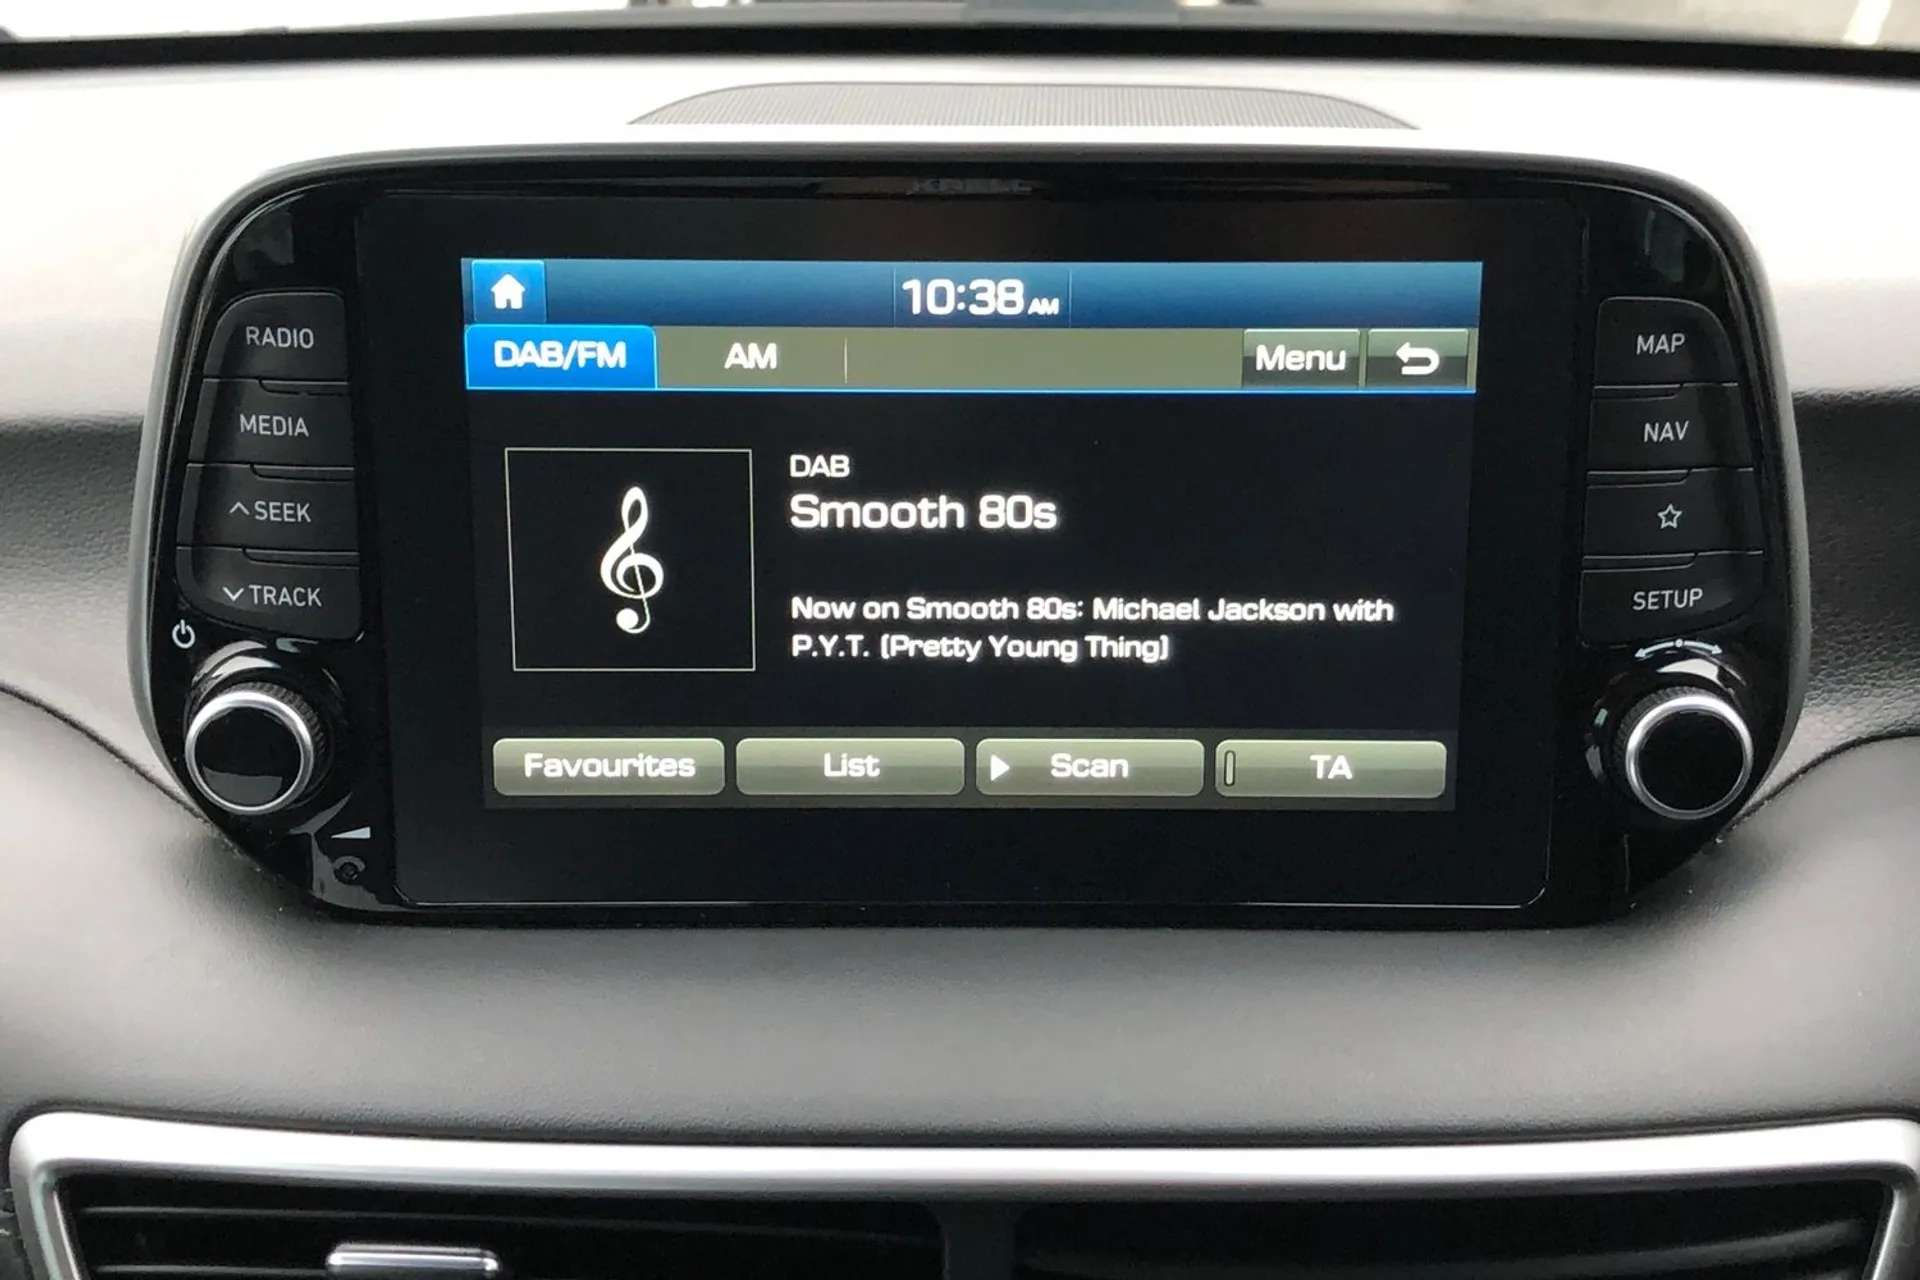 10:38 AM
DAB/FM AM Menu
RADIO
MEDIA
SEEK
TRACK
DAB
Smooth 80s
Now on Smooth 80s: Michael Jackson with
P.Y.T. (Pretty Young Thing)
Favourites List Scan TA
MAP
NAV
SETUP